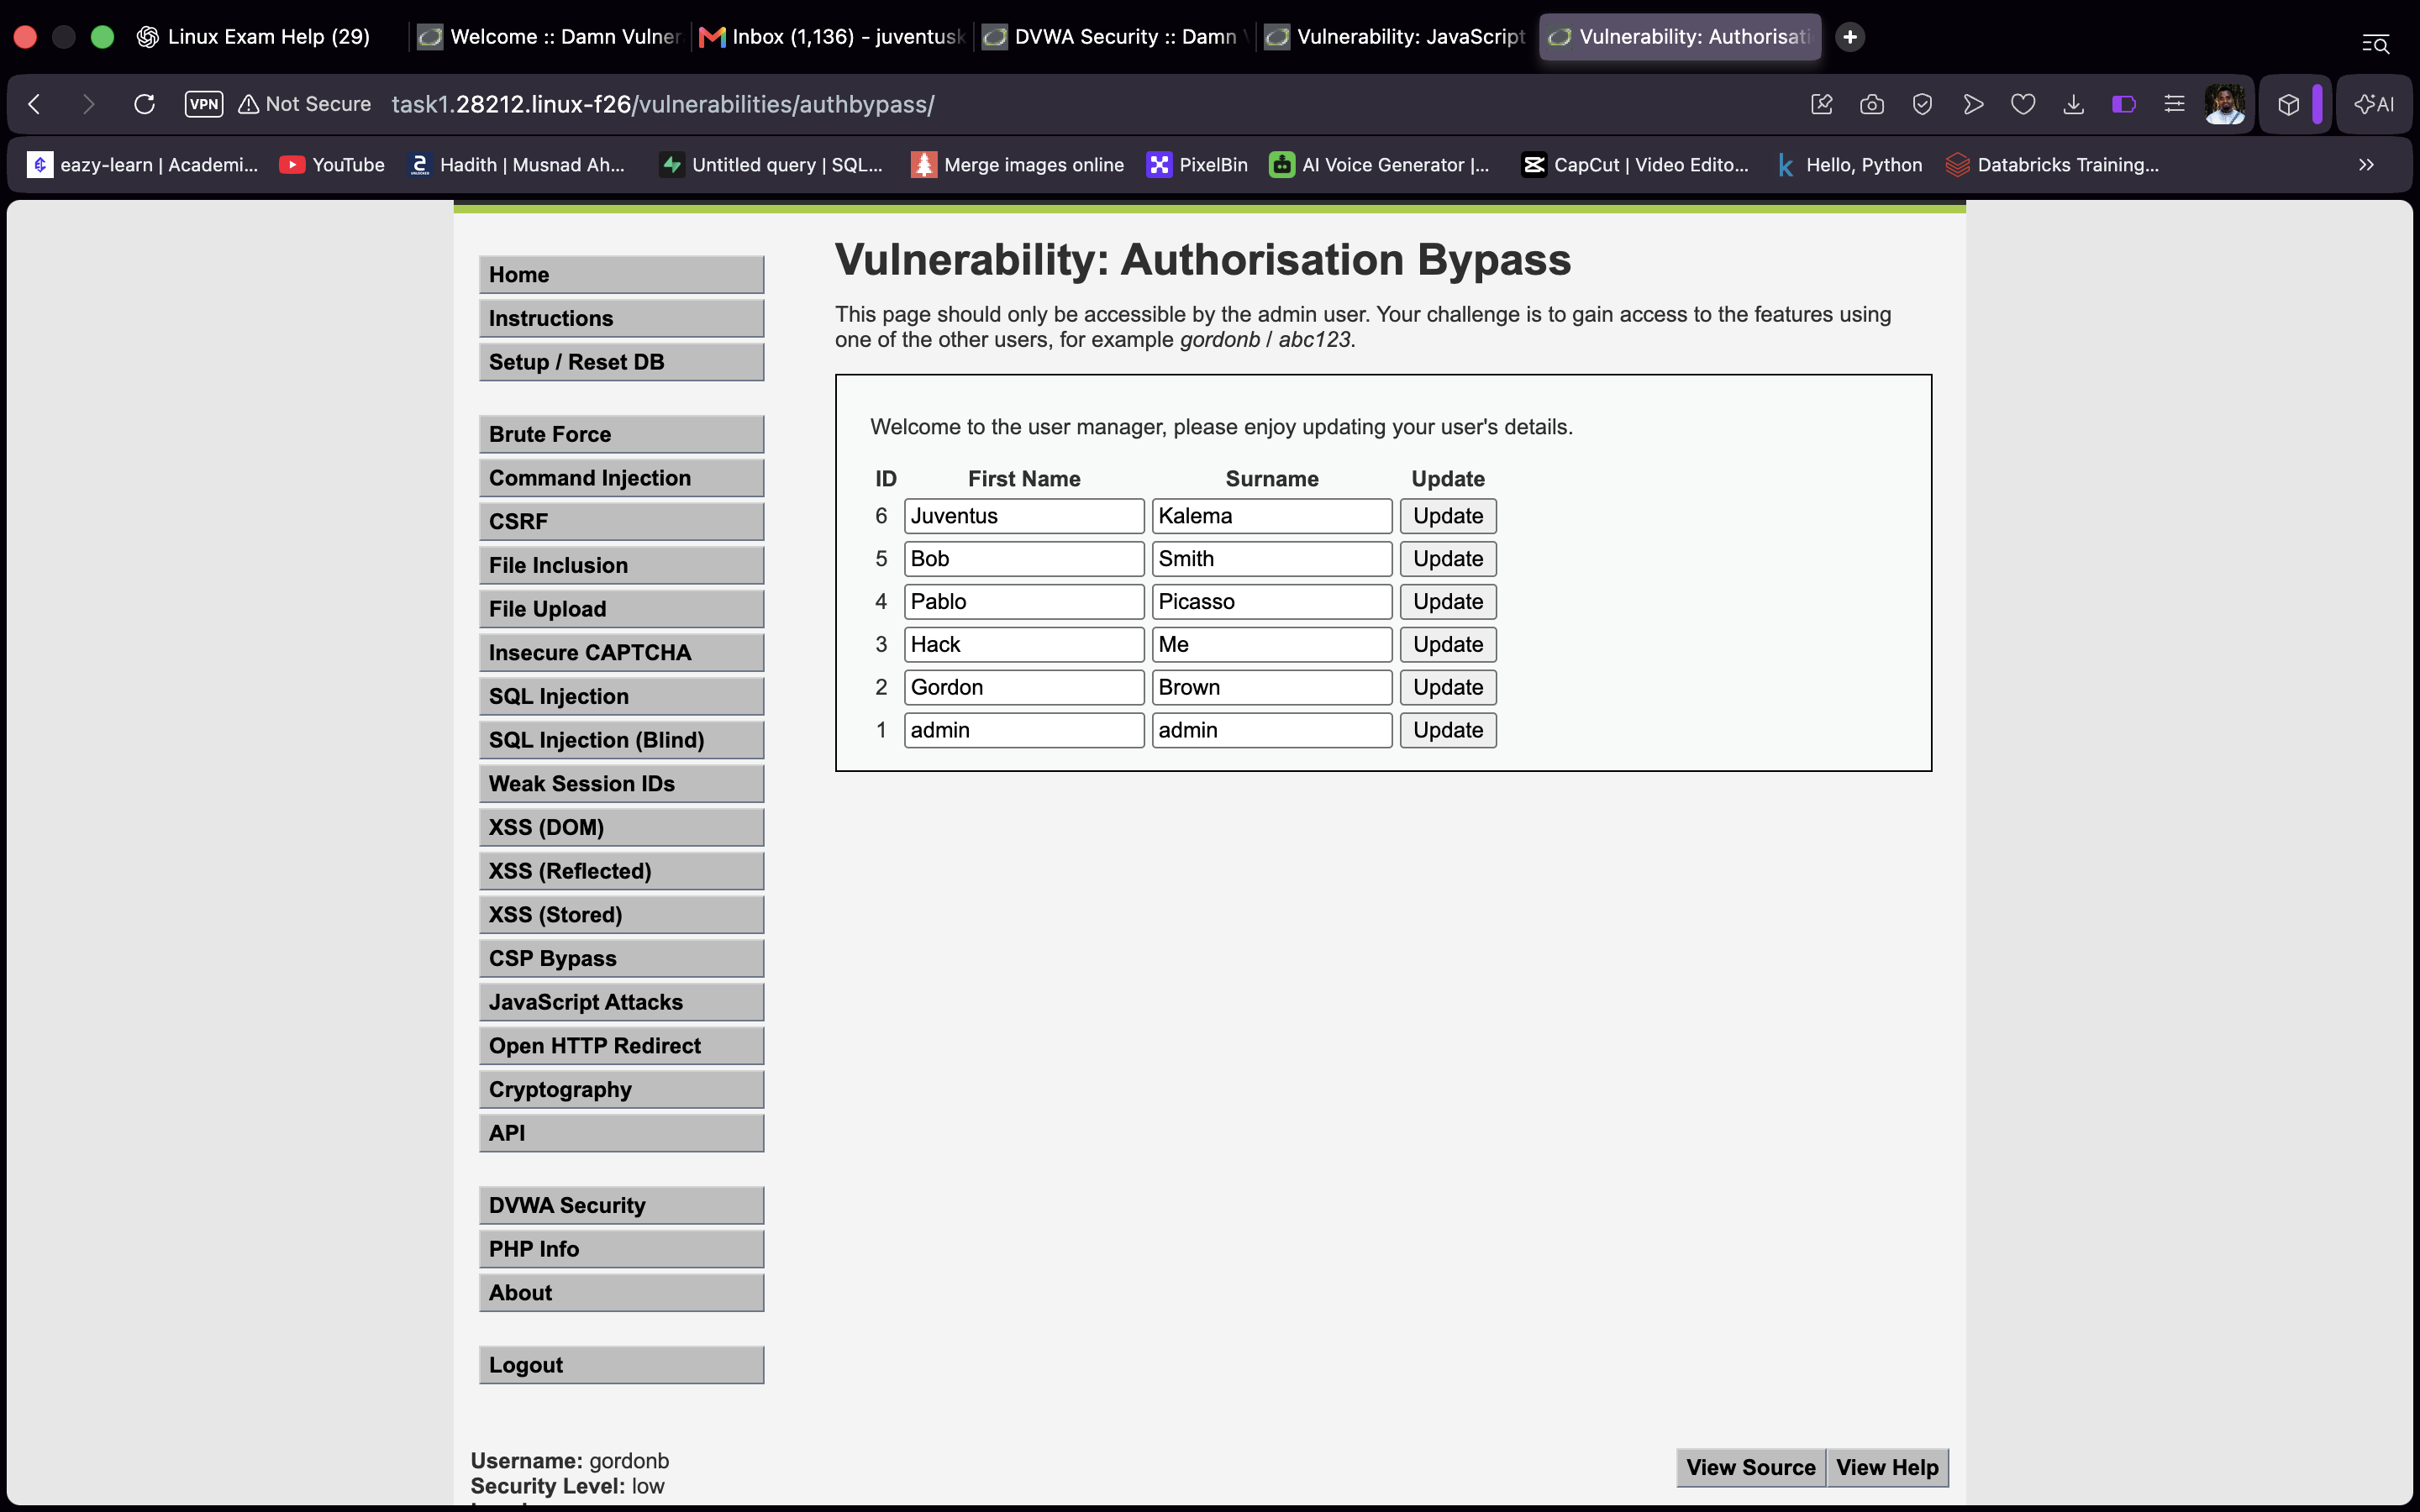 Linux Exam Help (29)
Welcome :: Damn Vulner
Inbox (1,136) - juventusk
DVWA Security :: Damn
Vulnerability: JavaScript
Vulnerability: Authorisati
VPN
Not Secure
task1.28212.linux-f26/vulnerabilities/authbypass/
AI
eazy-learn | Academi...
YouTube
Hadith | Musnad Ah...
Untitled query | SQL...
Merge images online
PixelBin
AI Voice Generator |...
CapCut | Video Edito...
Hello, Python
Databricks Training...
Home
Instructions
Setup / Reset DB
Brute Force
Command Injection
CSRF
File Inclusion
File Upload
Insecure CAPTCHA
SQL Injection
SQL Injection (Blind)
Weak Session IDs
XSS (DOM)
XSS (Reflected)
XSS (Stored)
CSP Bypass
JavaScript Attacks
Open HTTP Redirect
Cryptography
API
DVWA Security
PHP Info
About
Logout
Vulnerability: Authorisation Bypass
This page should only be accessible by the admin user. Your challenge is to gain access to the features using
one of the other users, for example gordonb / abc123.
Welcome to the user manager, please enjoy updating your user's details.
ID First Name Surname Update
6 Juventus Kalema Update
5 Bob Smith Update
4 Pablo Picasso Update
3 Hack Me Update
2 Gordon Brown Update
1 admin admin Update
Username: gordonb
Security Level: low
View Source View Help